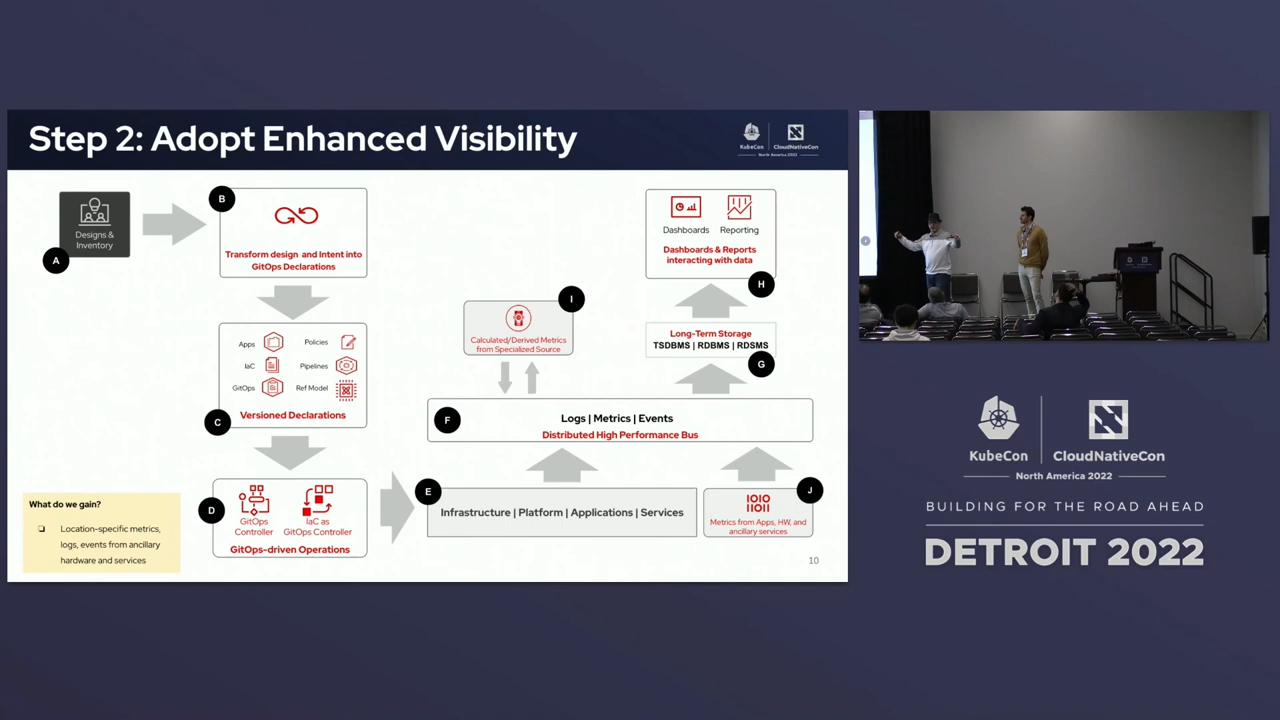 Step 2: Adopt Enhanced Visibility
KubeCon
CloudNativeCon
North America 2022
Designs &
Inventory
A
B
Transform design and Intent into
GitOps Declarations
Apps
Policies
IaC
Pipelines
GitOps
Ref Model
Versioned Declarations
C
D
GitOps
Controller
IaC as
GitOps Controller
GitOps-driven Operations
What do we gain?
Location-specific metrics,
logs, events from ancillary
hardware and services
E
Infrastructure | Platform | Applications | Services
J
1010
11011
Metrics from Apps, HW, and
ancillary services
F
Logs | Metrics | Events
Distributed High Performance Bus
I
Calculated/Derived Metrics
from Specialized Source
Long-Term Storage
TSDBMS | RDBMS | RDSMS
G
Dashboards
Reporting
Dashboards & Reports
interacting with data
H
10
KubeCon
CloudNativeCon
North America 2022
BUILDING FOR THE ROAD AHEAD
DETROIT 2022